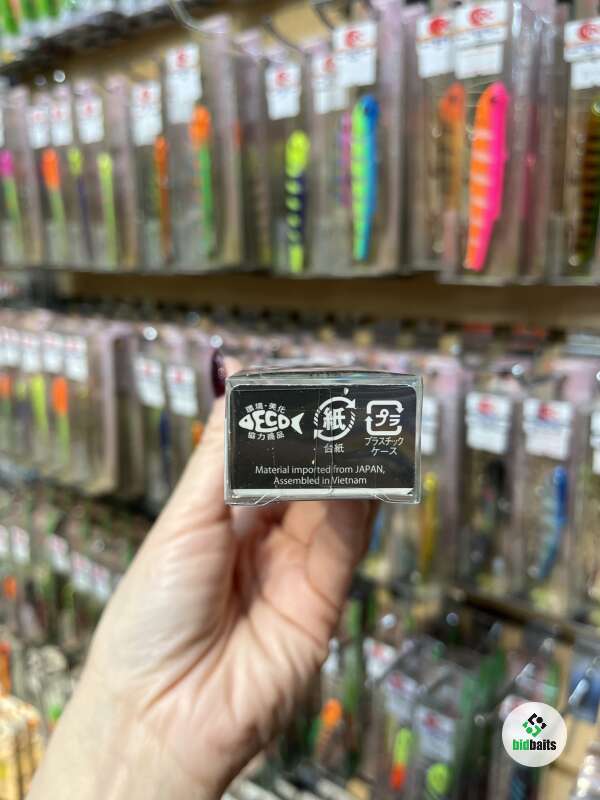 環境・美化
ECO
協力商品
紙
台紙
プラ
プラスチック
ケース
Material imported from JAPAN,
Assembled in Vietnam
bidbaits